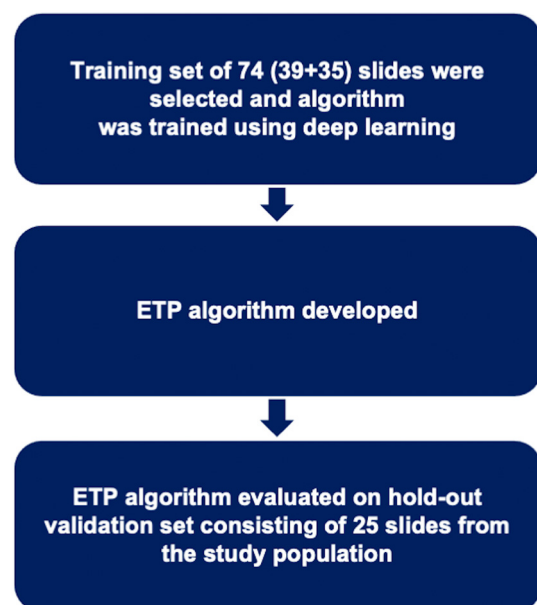 Training set of 74 (39+35) slides were
selected and algorithm
was trained using deep learning
ETP algorithm developed
ETP algorithm evaluated on hold-out
validation set consisting of 25 slides from
the study population